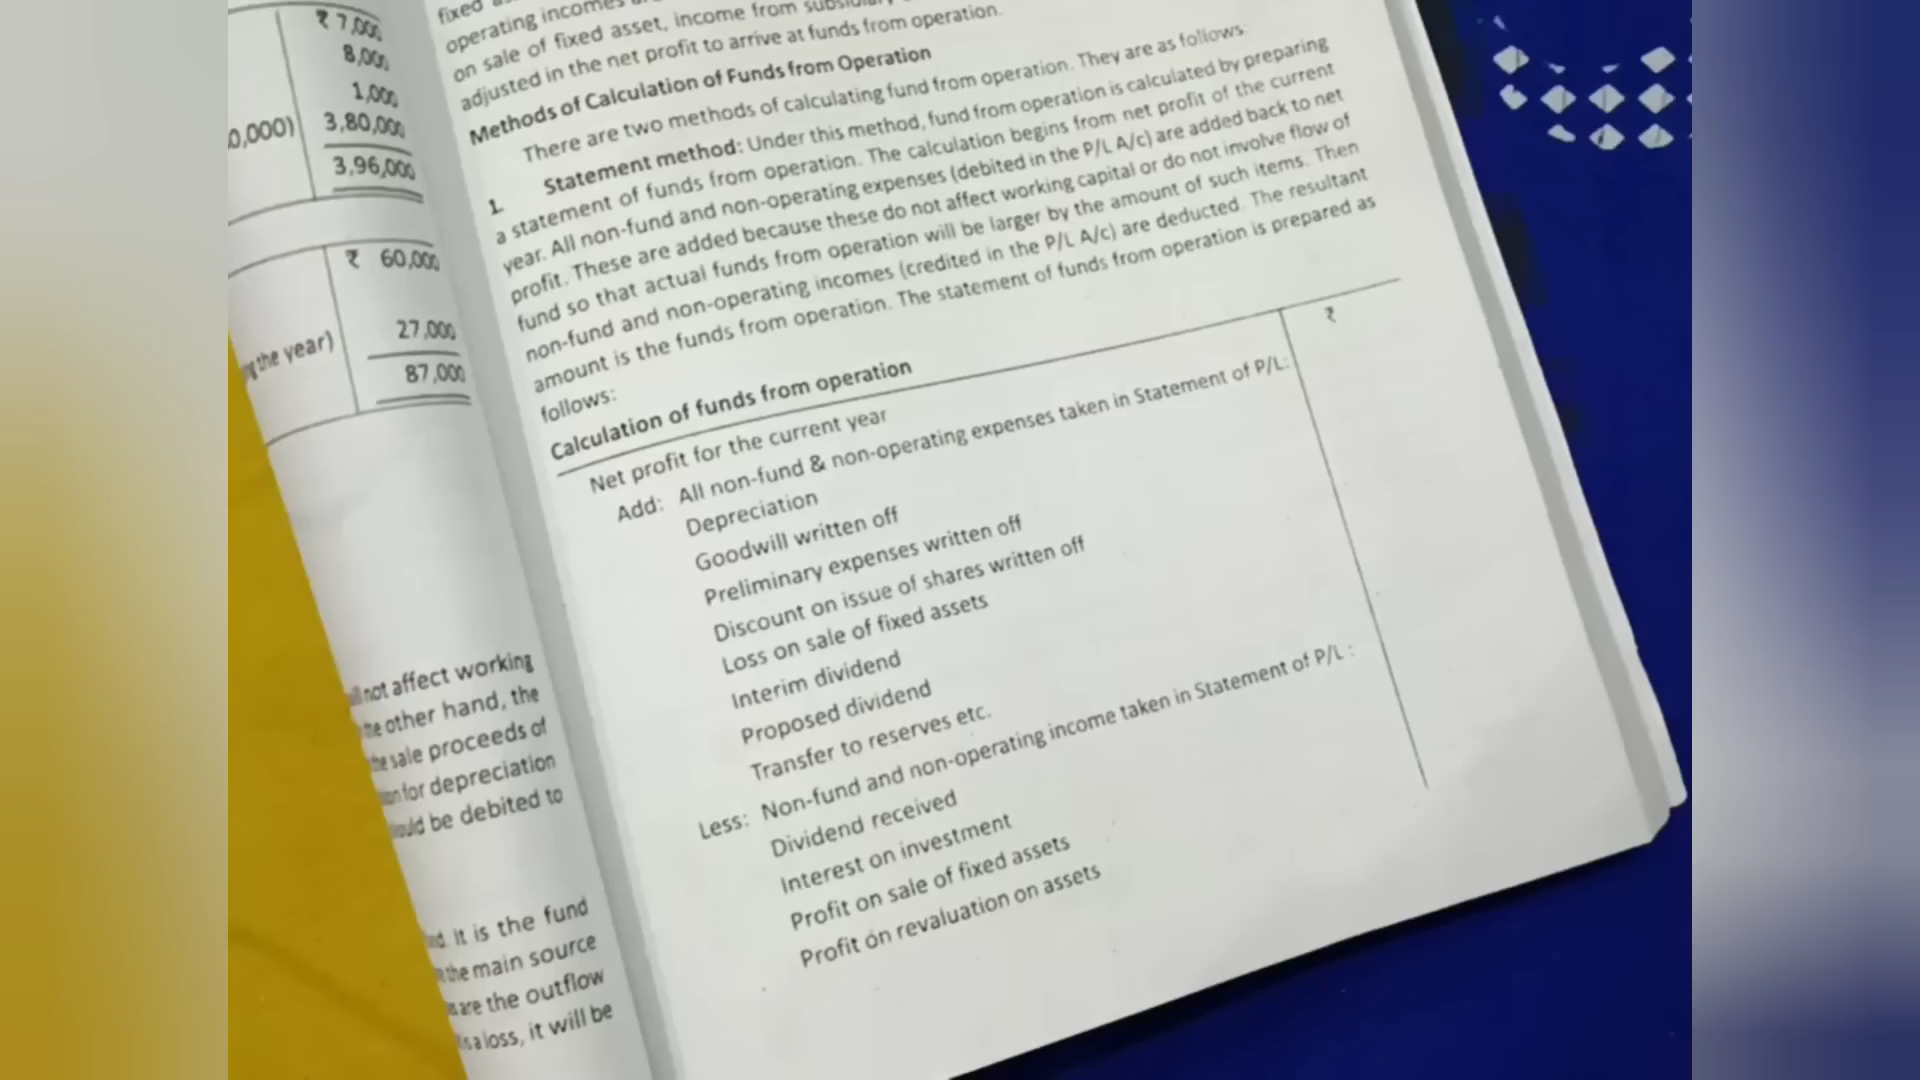 ₹ 7,000
8,000
1,000
0,000) 3,80,000
3,96,000
₹ 60,000
the year) 27,000
87,000
not affect working
other hand, the
sale proceeds of
for depreciation
be debited to
It is the fund
the main source
are the outflow
a loss, it will be
fixed
operating incomes
on sale of fixed asset, income from subsidiary
adjusted in the net profit to arrive at funds from operation.
Methods of Calculation of Funds from Operation
There are two methods of calculating fund from operation. They are as follows:
1. Statement method: Under this method, fund from operation is calculated by preparing
a statement of funds from operation. The calculation begins from net profit of the current
year. All non-fund and non-operating expenses (debited in the P/L A/c) are added back to net
profit. These are added because these do not affect working capital or do not involve flow of
fund so that actual funds from operation will be larger by the amount of such items. Then
non-fund and non-operating incomes (credited in the P/L A/c) are deducted. The resultant
amount is the funds from operation. The statement of funds from operation is prepared as
follows:
Calculation of funds from operation
₹
Net profit for the current year
Add: All non-fund & non-operating expenses taken in Statement of P/L:
Depreciation
Goodwill written off
Preliminary expenses written off
Discount on issue of shares written off
Loss on sale of fixed assets
Interim dividend
Proposed dividend
Transfer to reserves etc.
Less: Non-fund and non-operating income taken in Statement of P/L :
Dividend received
Interest on investment
Profit on sale of fixed assets
Profit on revaluation on assets